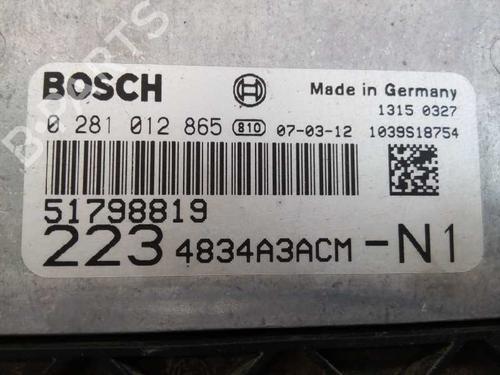 B-PARTS
BOSCH Made in Germany
1315 0327
0 281 012 865 810 07-03-12 1039S18754
51798819
223 4834A3ACM -N1